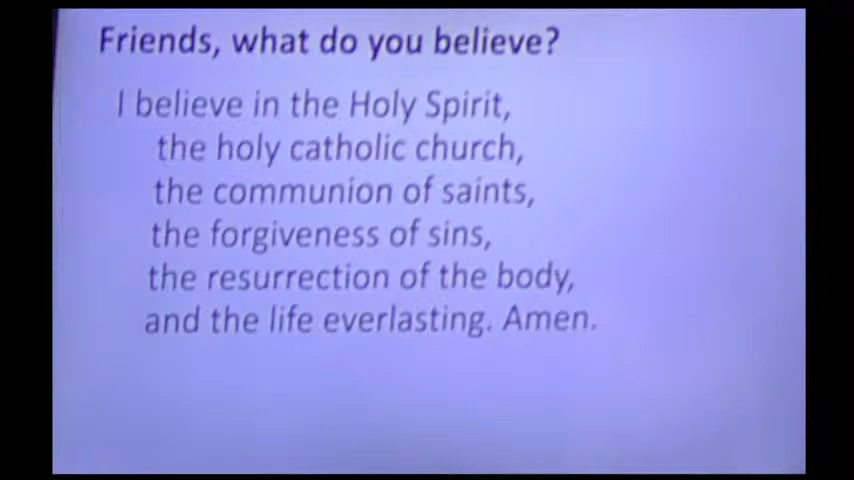 Friends, what do you believe?
I believe in the Holy Spirit,
the holy catholic church,
the communion of saints,
the forgiveness of sins,
the resurrection of the body,
and the life everlasting. Amen.